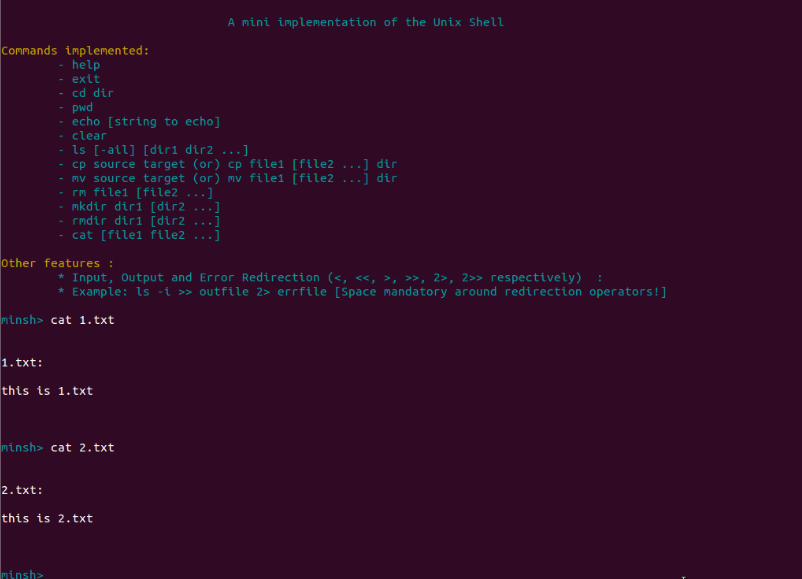 A mini implementation of the Unix Shell
Commands implemented:
- help
- exit
- cd dir
- pwd
- echo [string to echo]
- clear
- ls [-ail] [dir1 dir2 ...]
- cp source target (or) cp file1 [file2 ...] dir
- mv source target (or) mv file1 [file2 ...] dir
- rm file1 [file2 ...]
- mkdir dir1 [dir2 ...]
- rmdir dir1 [dir2 ...]
- cat [file1 file2 ...]
Other features :
* Input, Output and Error Redirection (<, <<, >, >>, 2>, 2>> respectively)  :
* Example: ls -i >> outfile 2> errfile [Space mandatory around redirection operators!]
minsh> cat 1.txt
1.txt:
this is 1.txt
minsh> cat 2.txt
2.txt:
this is 2.txt
minsh>